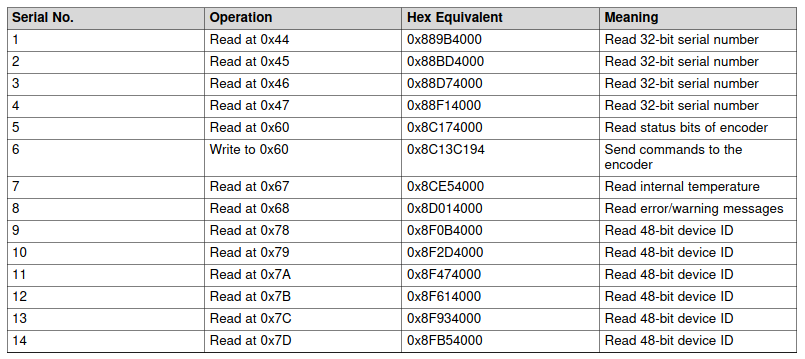 Serial No. Operation Hex Equivalent Meaning
1 Read at 0x44 0x889B4000 Read 32-bit serial number
2 Read at 0x45 0x88BD4000 Read 32-bit serial number
3 Read at 0x46 0x88D74000 Read 32-bit serial number
4 Read at 0x47 0x88F14000 Read 32-bit serial number
5 Read at 0x60 0x8C174000 Read status bits of encoder
6 Write to 0x60 0x8C13C194 Send commands to the
encoder
7 Read at 0x67 0x8CE54000 Read internal temperature
8 Read at 0x68 0x8D014000 Read error/warning messages
9 Read at 0x78 0x8F0B4000 Read 48-bit device ID
10 Read at 0x79 0x8F2D4000 Read 48-bit device ID
11 Read at 0x7A 0x8F474000 Read 48-bit device ID
12 Read at 0x7B 0x8F614000 Read 48-bit device ID
13 Read at 0x7C 0x8F934000 Read 48-bit device ID
14 Read at 0x7D 0x8FB54000 Read 48-bit device ID